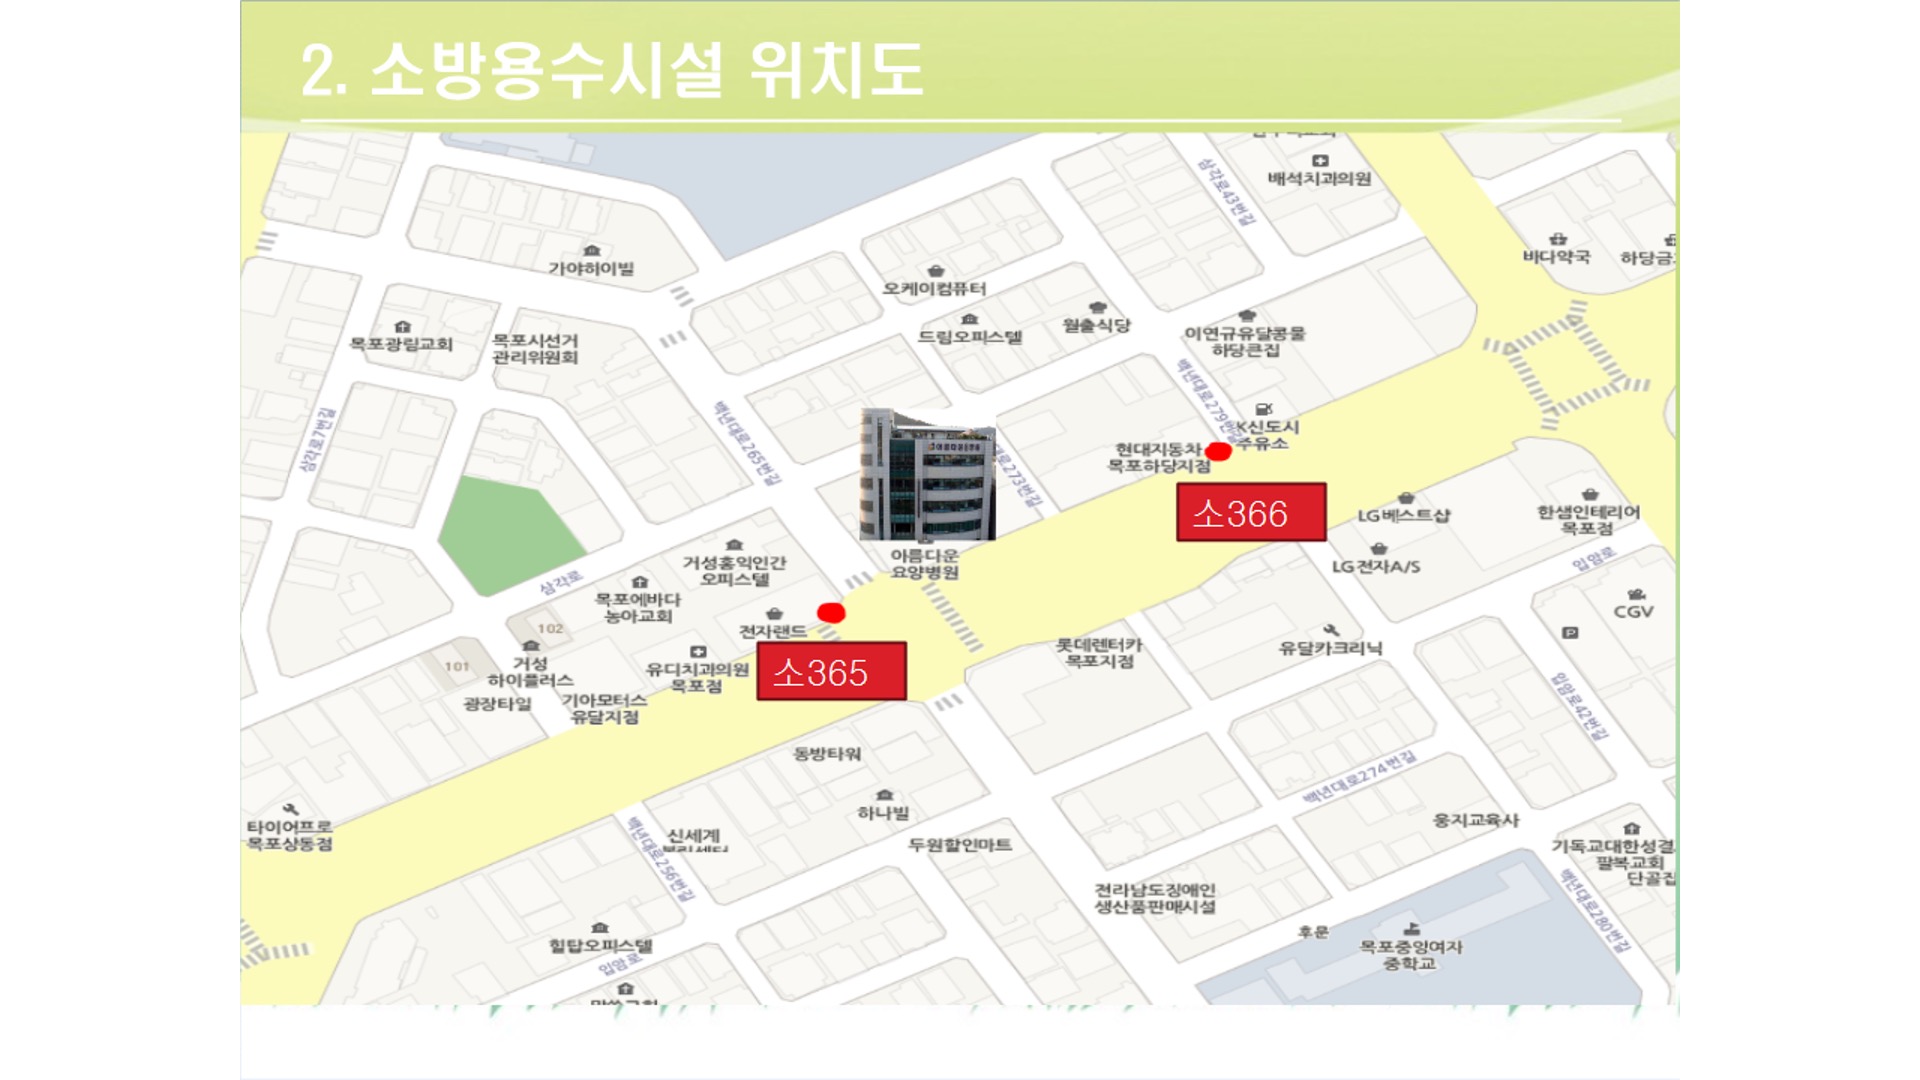 2. 소방용수시설 위치도
배석치과의원
삼각로43번길
바다약국
가야하이빌
오케이컴퓨터
드림오피스텔
월출식당
이연규유달콩물
하당큰집
목포광림교회
목포시선거
관리위원회
삼각로7번길
백년대로265번길
백년대로279번길
K신도시
주유소
현대자동차
목포하당지점
소366
LG베스트샵
한샘인테리어
목포점
LG전자A/S
입암로
CGV
P
아름다운
요양병원
거성홍익인간
오피스텔
삼각로
목포에바다
농아교회
102
전자랜드
101
거성
하이플러스
유디치과의원
목포점
소365
광장타일
기아모터스
유달지점
롯데렌터카
목포지점
유달카크리닉
입암로42번길
동방타워
백년대로274번길
하나빌
타이어프로
목포상동점
신세계
백년대로256번길
두원할인마트
웅지교육사
기독교대한성결
팔복교회
단골집
백년대로280번길
전라남도장애인
생산품판매시설
후문
목포중앙여자
중학교
힐탑오피스텔
입암로